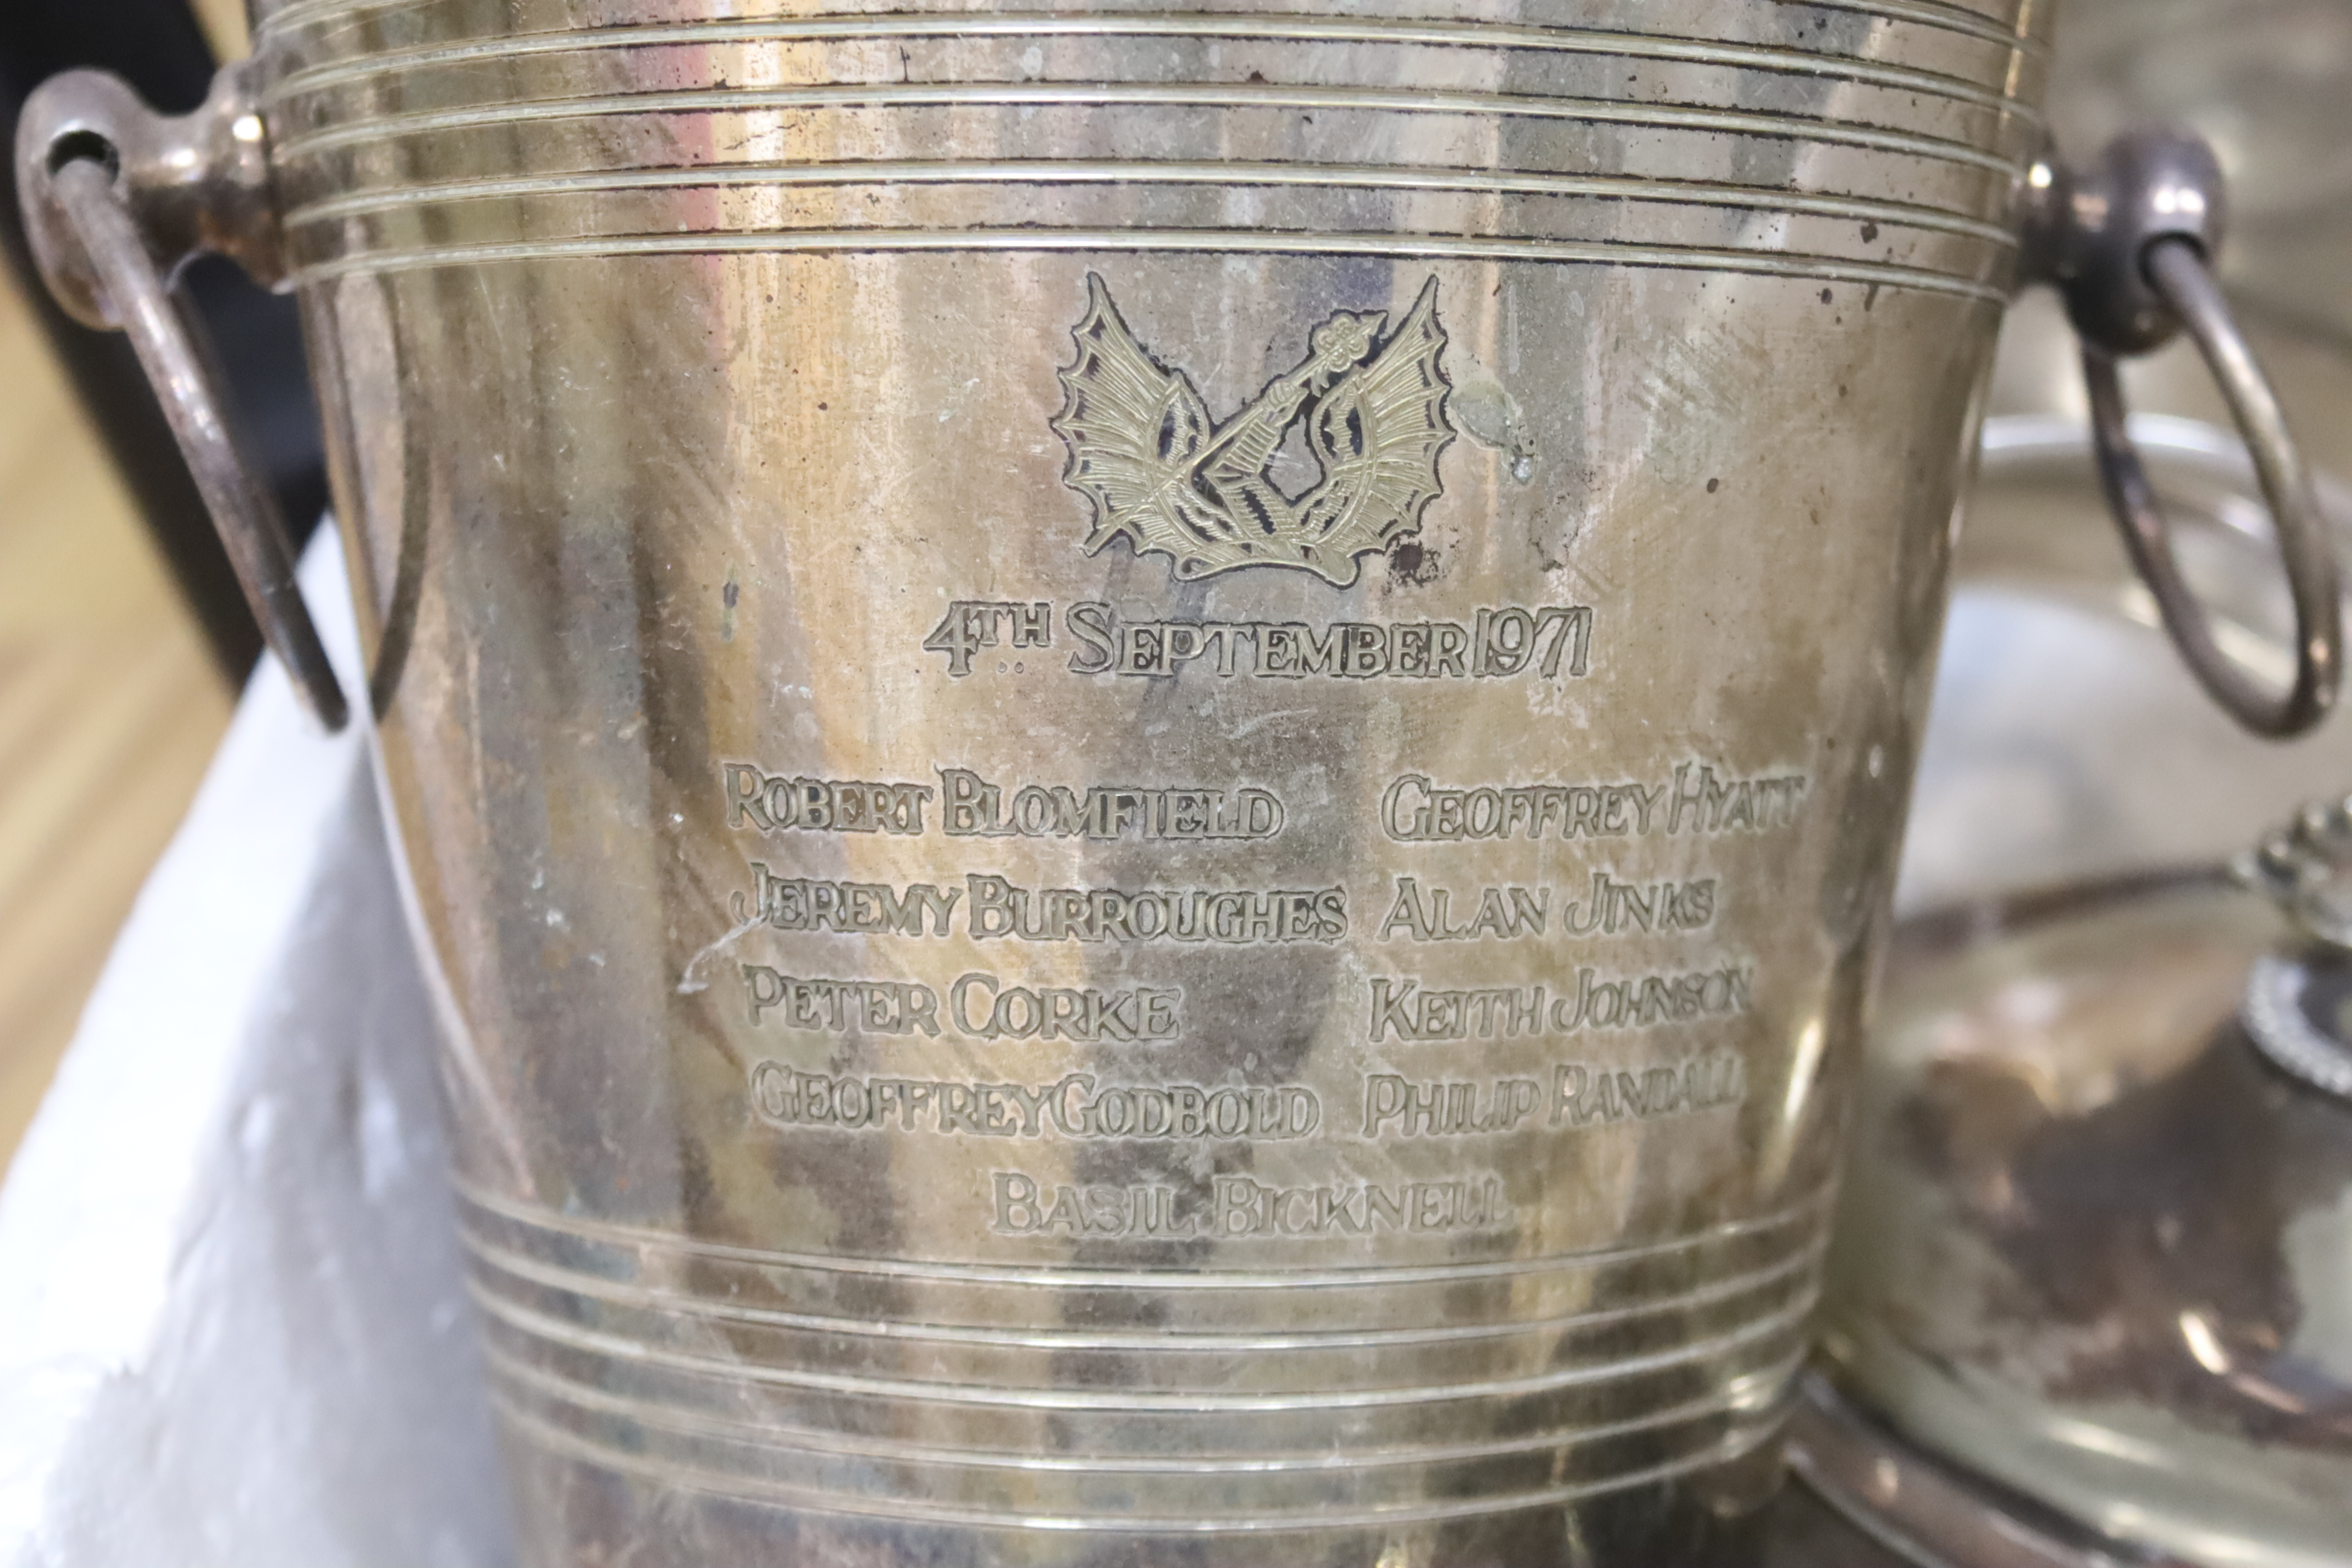 4TH SEPTEMBER 1971
ROBERT BLOMFIELD GEOFFREY HYATT
JEREMY BURROUGHES ALAN JINKS
PETER CORKE KEITH JOHNSON
GEOFFREY GODBOLD PHILIP RANDALL
BASIL BICKNELL